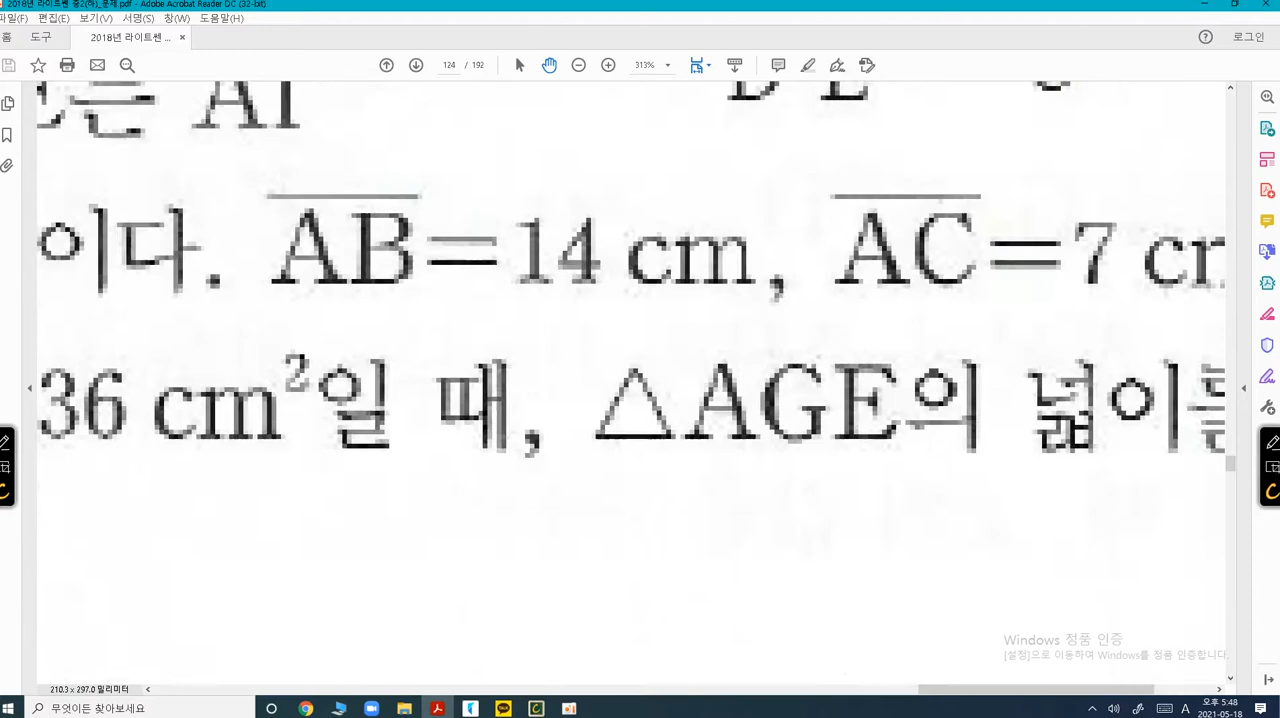 2018년 라이트쎈 중2(하)_문제.pdf - Adobe Acrobat Reader DC (32-bit)
파일(F) 편집(E) 보기(V) 서명(S) 창(W) 도움말(H)
홈 도구 2018년 라이트쎈 ... × 로그인
124 / 192 313%
이다. AB=14 cm, AC=7 cm
36 cm²일 때, △AGE의 넓이를
Windows 정품 인증
[설정]으로 이동하여 Windows를 정품 인증합니다.
210.3 x 297.0 밀리미터
무엇이든 찾아보세요 TALK A 오후 5:48
2021-05-18